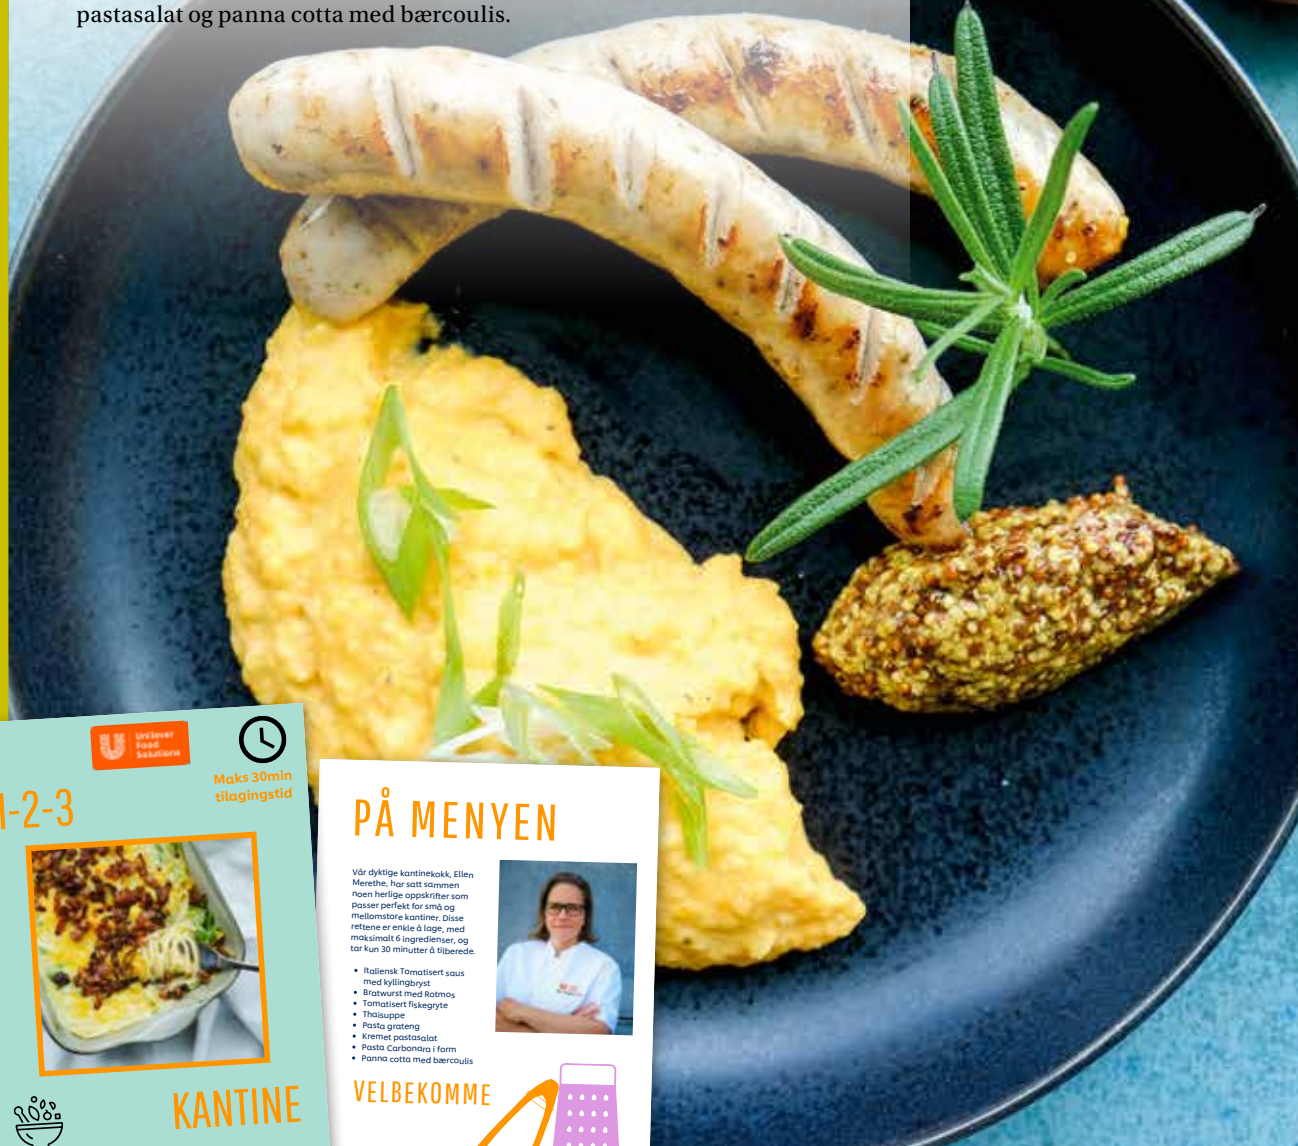 pastasalat og panna cotta med bærcoulis.
Unilever
Food
Solutions
Maks 30min
tilagingstid
1-2-3
KANTINE
PÅ MENYEN
Vår dyktige kantinekokk, Ellen
Merethe, har satt sammen
noen herlige oppskrifter som
passer perfekt for små og
mellomstore kantiner. Disse
rettene er enkle å lage, med
maksimalt 6 ingredienser, og
tar kun 30 minutter å tilberede.
• Italiensk Tomatisert saus
med kyllingbryst
• Bratwurst med Rotmos
• Tomatisert fiskegryte
• Thaisuppe
• Pasta grateng
• Kremet pastasalat
• Pasta Carbonara i form
• Panna cotta med bærcoulis
VELBEKOMME